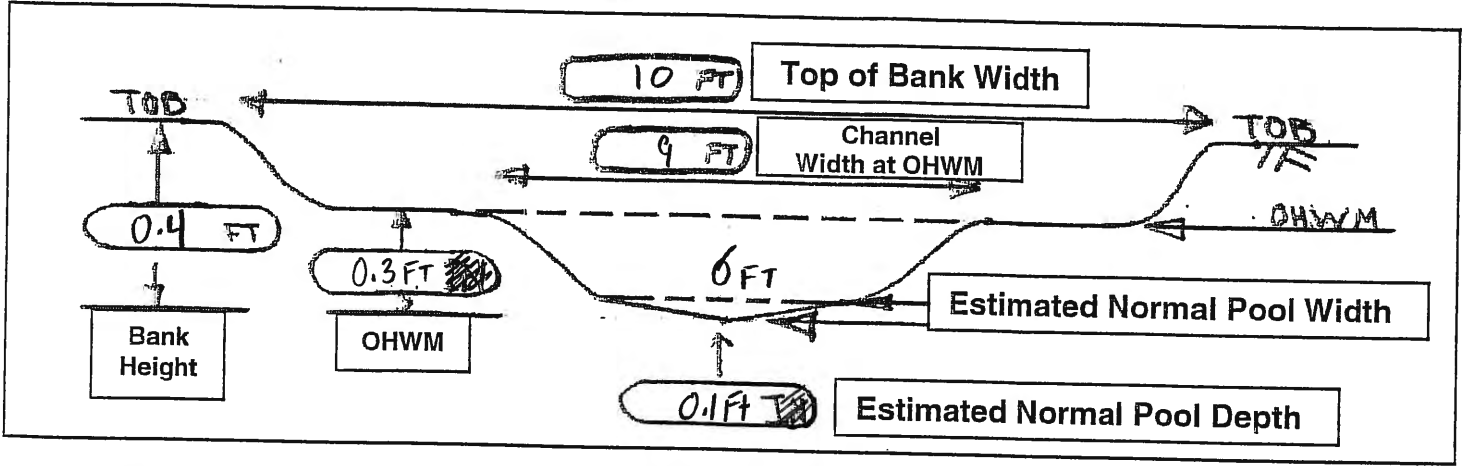 10 FT
Top of Bank Width
TOB
9 FT
Channel
Width at OHWM
TOB
0.4 FT
OHWM
0.3 FT
6 FT
Estimated Normal Pool Width
Bank
Height
OHWM
0.1 Ft
Estimated Normal Pool Depth